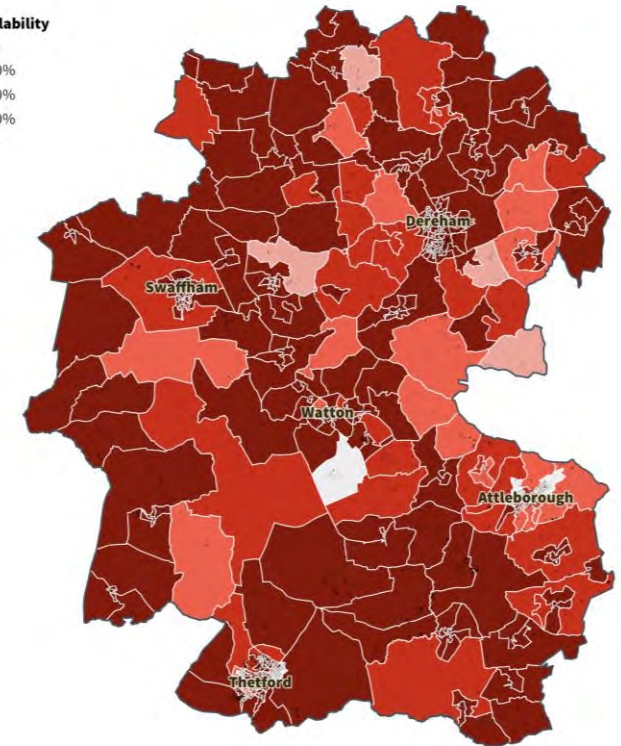 lability
0%
0%
0%
Dereham
Swaffham
Watton
Attleborough
Thetford